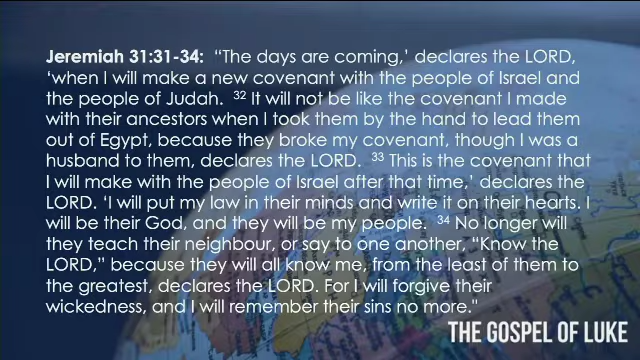 Jeremiah 31:31-34: “The days are coming,’ declares the LORD,
‘when I will make a new covenant with the people of Israel and
the people of Judah. 32 It will not be like the covenant I made
with their ancestors when I took them by the hand to lead them
out of Egypt, because they broke my covenant, though I was a
husband to them, declares the LORD. 33 This is the covenant that
I will make with the people of Israel after that time,’ declares the
LORD. ‘I will put my law in their minds and write it on their hearts. I
will be their God, and they will be my people. 34 No longer will
they teach their neighbour, or say to one another, “Know the
LORD,” because they will all know me, from the least of them to
the greatest, declares the LORD. For I will forgive their
wickedness, and I will remember their sins no more."
THE GOSPEL OF LUKE